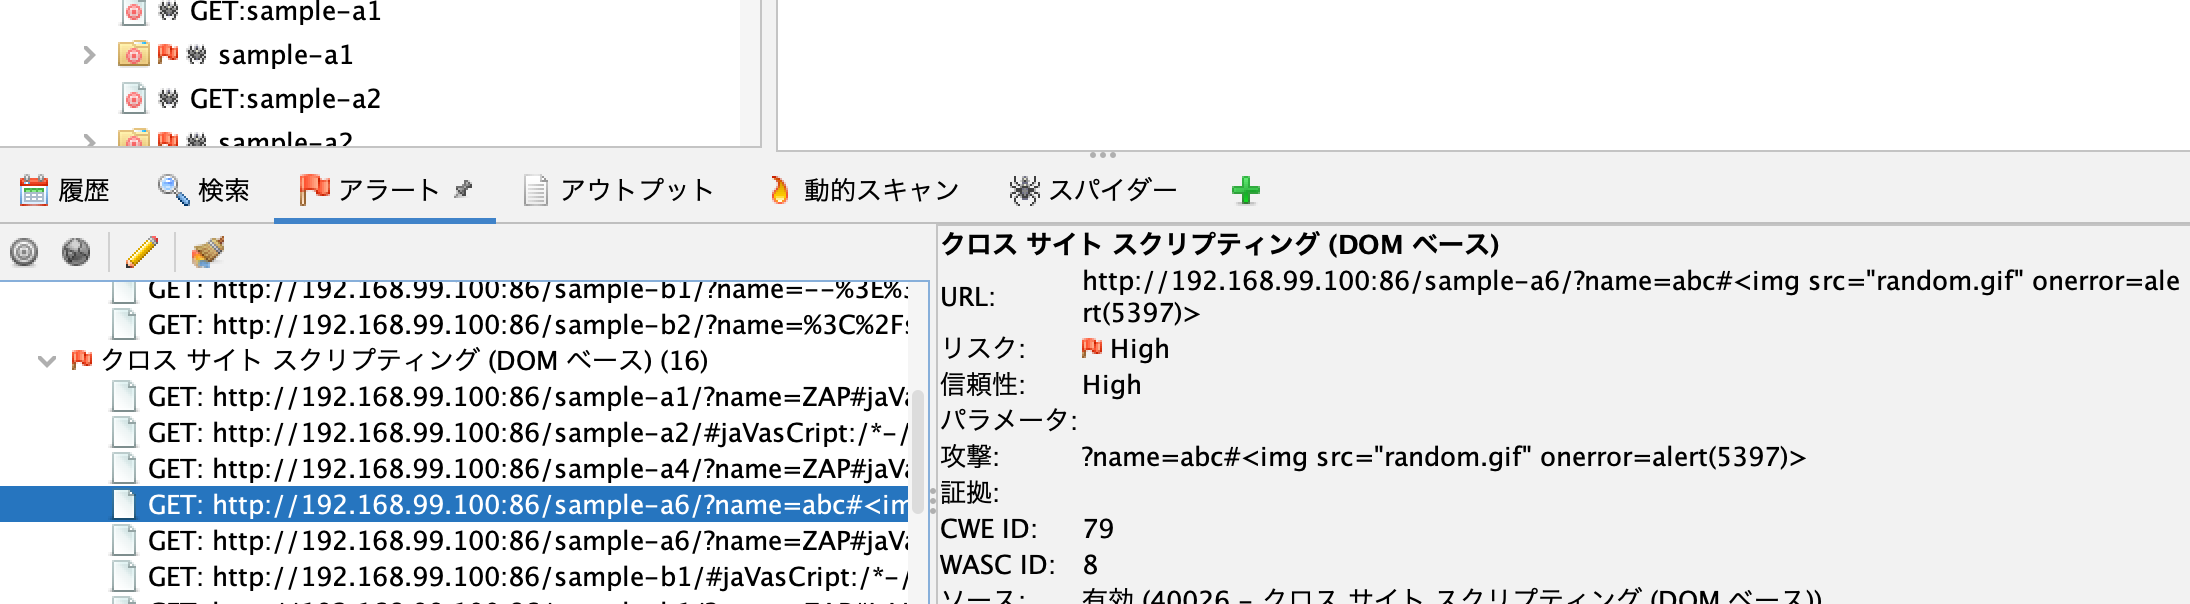 GET:sample-a1
sample-a1
GET:sample-a2
sample-a2
履歴 検索 アラート アウトプット 動的スキャン スパイダー
GET: http://192.168.99.100:86/sample-b1/?name=--%3E%
GET: http://192.168.99.100:86/sample-b2/?name=%3C%2Fs
クロス サイト スクリプティング (DOM ベース) (16)
GET: http://192.168.99.100:86/sample-a1/?name=ZAP#jaVa
GET: http://192.168.99.100:86/sample-a2/#jaVasCript:/*-/
GET: http://192.168.99.100:86/sample-a4/?name=ZAP#jaVa
GET: http://192.168.99.100:86/sample-a6/?name=abc#<im
GET: http://192.168.99.100:86/sample-a6/?name=ZAP#jaVa
GET: http://192.168.99.100:86/sample-b1/#jaVasCript:/*-/
クロス サイト スクリプティング (DOM ベース)
URL: http://192.168.99.100:86/sample-a6/?name=abc#<img src="random.gif" onerror=ale
rt(5397)>
リスク: High
信頼性: High
パラメータ:
攻撃: ?name=abc#<img src="random.gif" onerror=alert(5397)>
証拠:
CWE ID: 79
WASC ID: 8
ソース: 有効 (40026 - クロス サイト スクリプティング (DOM ベース))